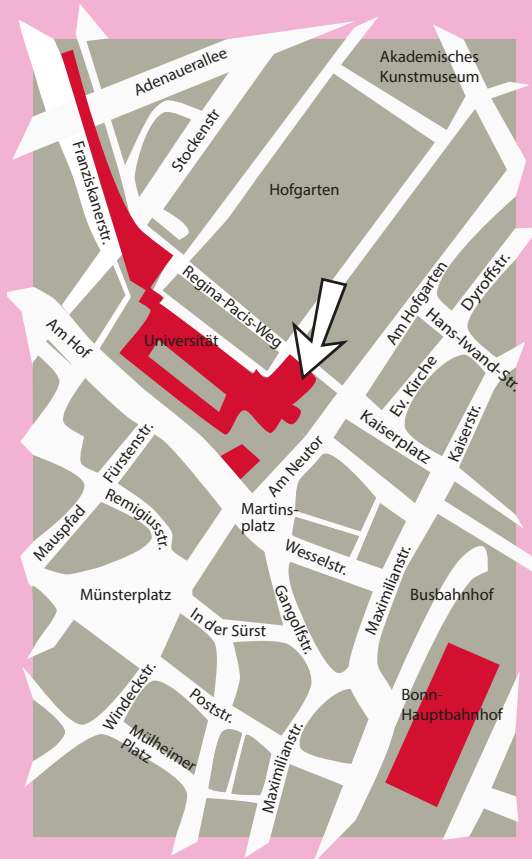 Akademisches
Kunstmuseum
Adenauerallee
Stockenstr
Franziskanerstr.
Hofgarten
Regina-Pacis-Weg
Am Hofgarten
Dyroffstr.
Hans-Iwand-Str.
Am Hof
Universität
Ev. Kirche
Kaiserplatz
Kaiserstr.
Fürstenstr.
Am Neutor
Remigiusstr.
Mauspfad
Martins-
platz
Wesselstr.
Maximilianstr.
Münsterplatz
Gangolfstr.
Busbahnhof
In der Sürst
Windeckstr.
Poststr.
Bonn-
Hauptbahnhof
Mülheimer
Platz
Maximilianstr.